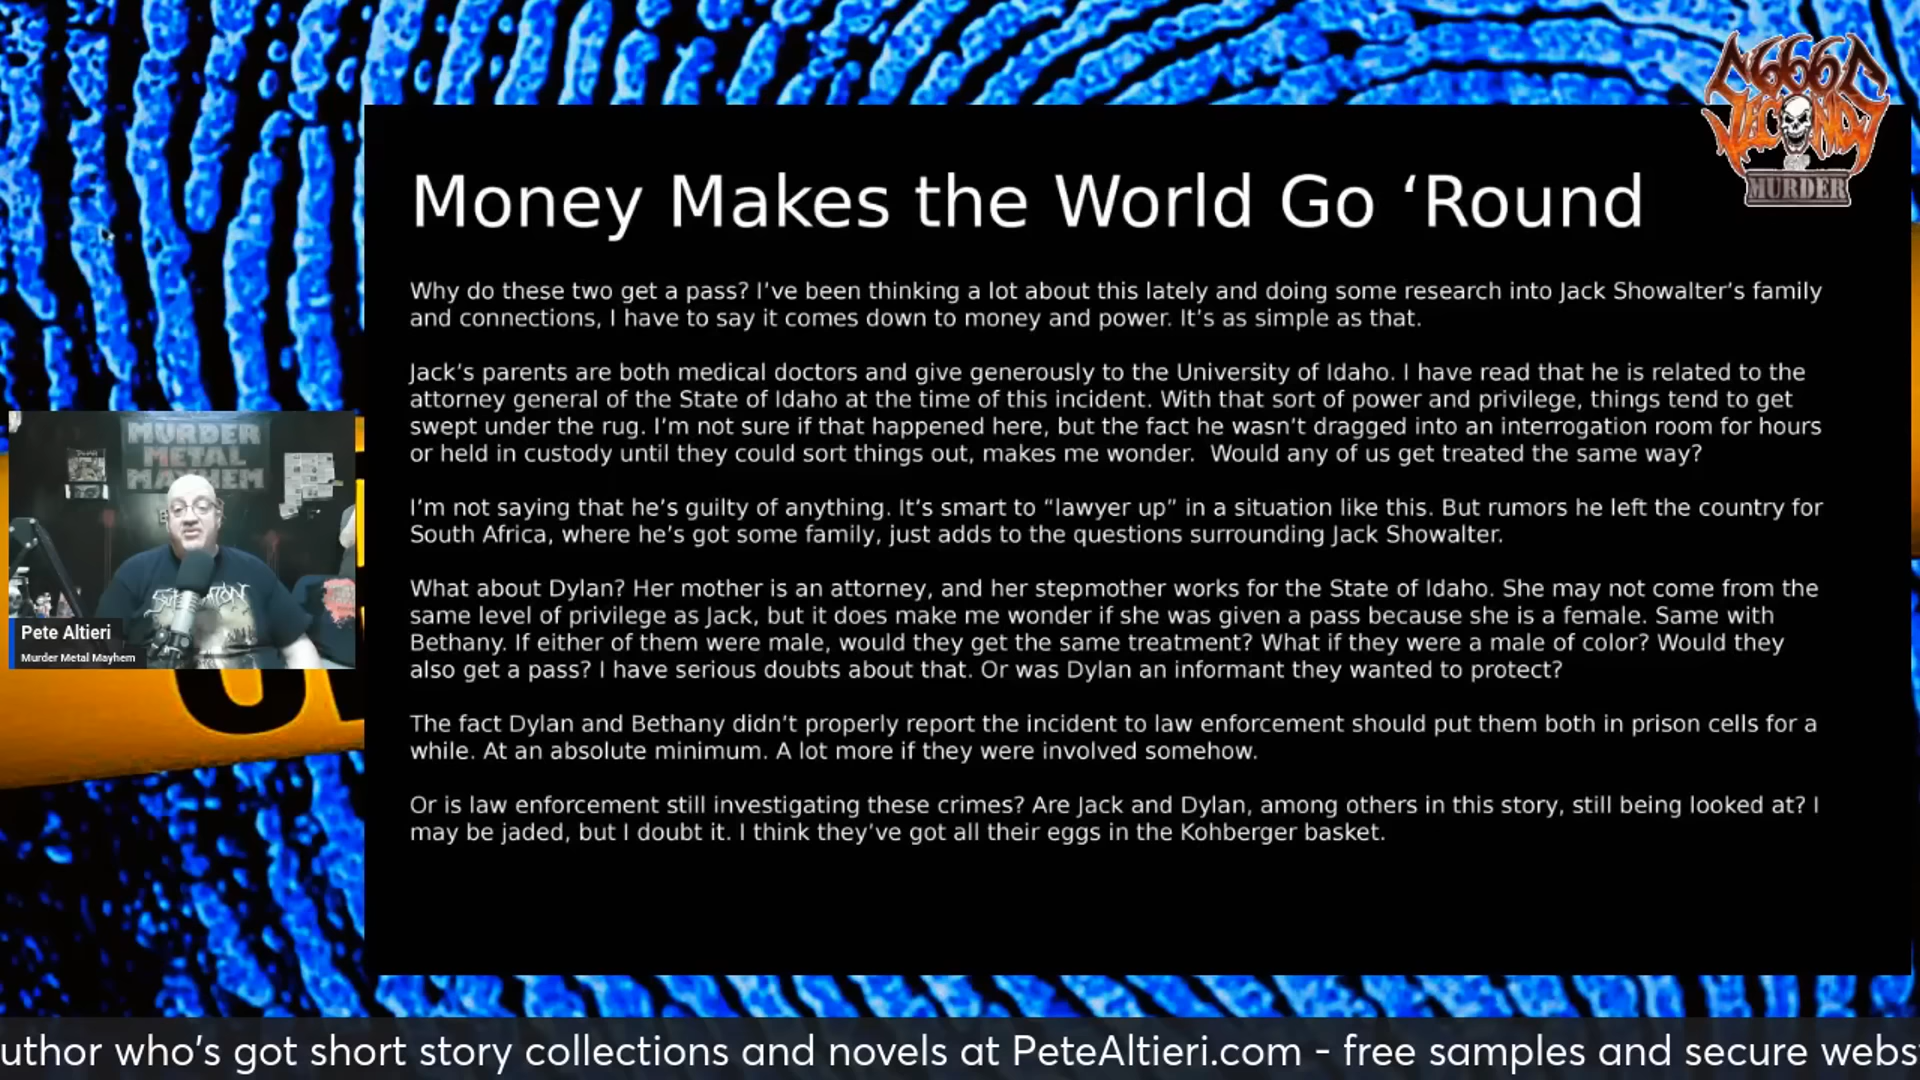 Money Makes the World Go ‘Round
Why do these two get a pass? I’ve been thinking a lot about this lately and doing some research into Jack Showalter’s family
and connections, I have to say it comes down to money and power. It’s as simple as that.
Jack’s parents are both medical doctors and give generously to the University of Idaho. I have read that he is related to the
attorney general of the State of Idaho at the time of this incident. With that sort of power and privilege, things tend to get
swept under the rug. I’m not sure if that happened here, but the fact he wasn’t dragged into an interrogation room for hours
or held in custody until they could sort things out, makes me wonder.  Would any of us get treated the same way?
I’m not saying that he’s guilty of anything. It’s smart to “lawyer up” in a situation like this. But rumors he left the country for
South Africa, where he’s got some family, just adds to the questions surrounding Jack Showalter.
What about Dylan? Her mother is an attorney, and her stepmother works for the State of Idaho. She may not come from the
same level of privilege as Jack, but it does make me wonder if she was given a pass because she is a female. Same with
Bethany. If either of them were male, would they get the same treatment? What if they were a male of color? Would they
also get a pass? I have serious doubts about that. Or was Dylan an informant they wanted to protect?
The fact Dylan and Bethany didn’t properly report the incident to law enforcement should put them both in prison cells for a
while. At an absolute minimum. A lot more if they were involved somehow.
Or is law enforcement still investigating these crimes? Are Jack and Dylan, among others in this story, still being looked at? I
may be jaded, but I doubt it. I think they’ve got all their eggs in the Kohberger basket.
MURDER
METAL
MAYHEM
Pete Altieri
Murder Metal Mayhem
666
SECONDS
OF
MURDER
uthor who’s got short story collections and novels at PeteAltieri.com - free samples and secure webs